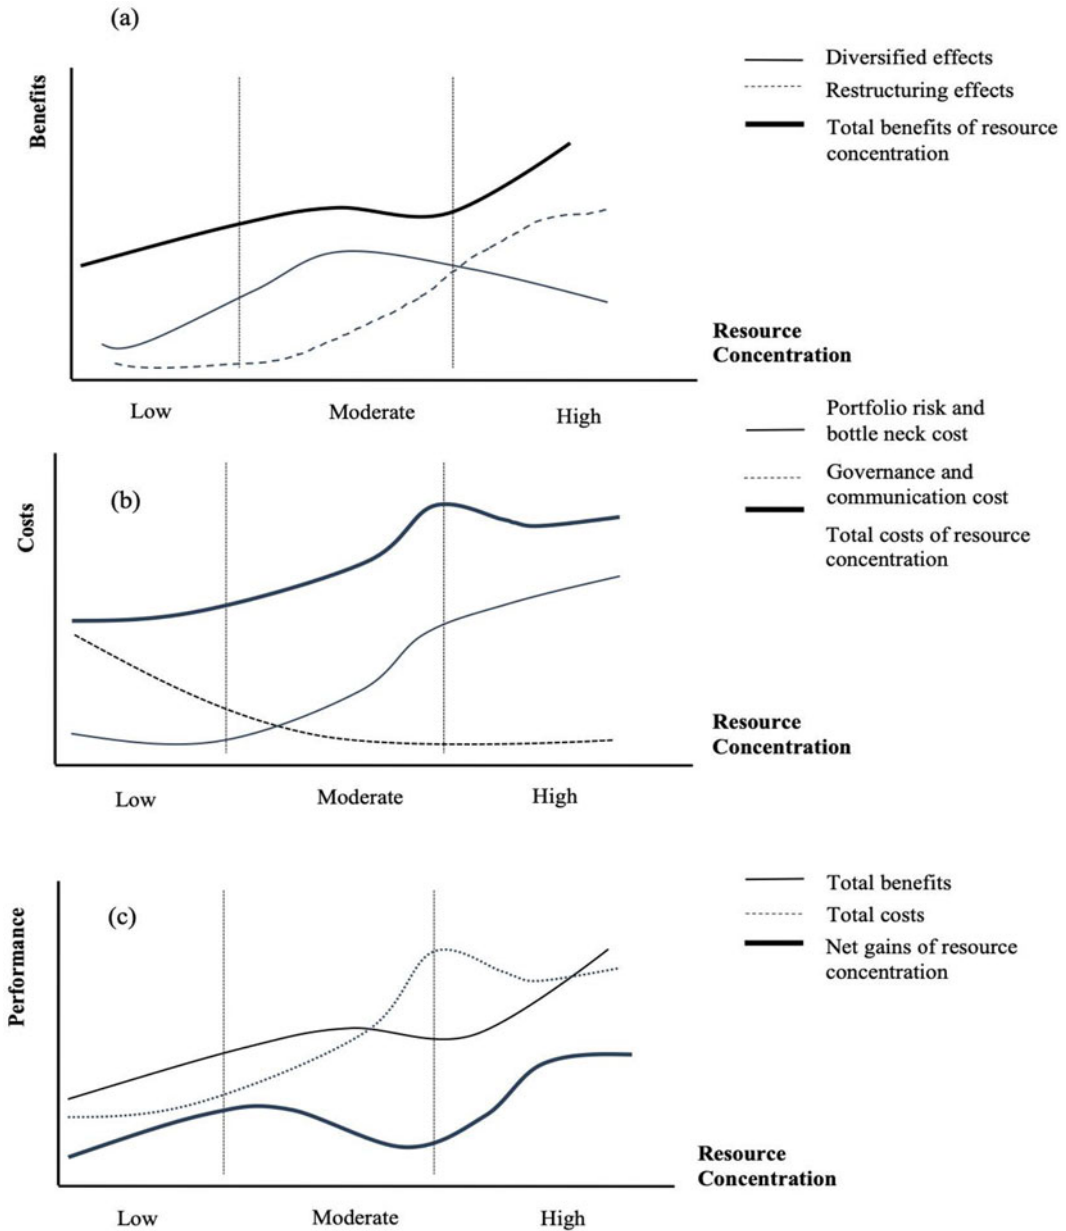 (a)
Benefits
Diversified effects
Restructuring effects
Total benefits of resource
concentration
Resource
Concentration
Low
Moderate
High
(b)
Costs
Portfolio risk and
bottle neck cost
Governance and
communication cost
Total costs of resource
concentration
Resource
Concentration
Low
Moderate
High
(c)
Performance
Total benefits
Total costs
Net gains of resource
concentration
Resource
Concentration
Low
Moderate
High